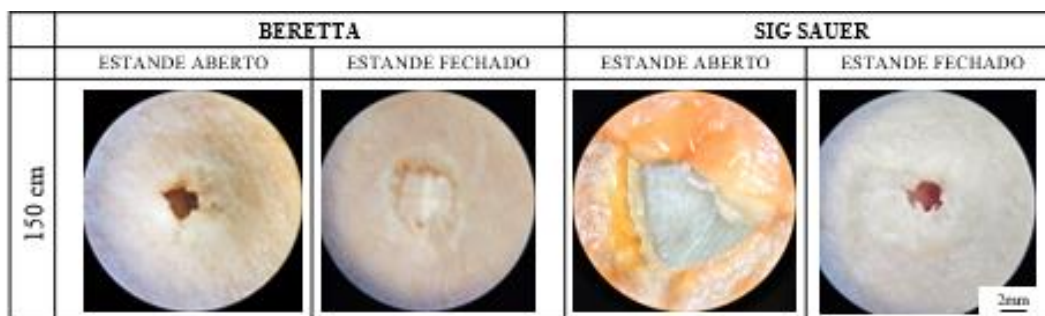 BERETTA
SIG SAUER
ESTANDE ABERTO
ESTANDE FECHADO
ESTANDE ABERTO
ESTANDE FECHADO
150 cm
2mm